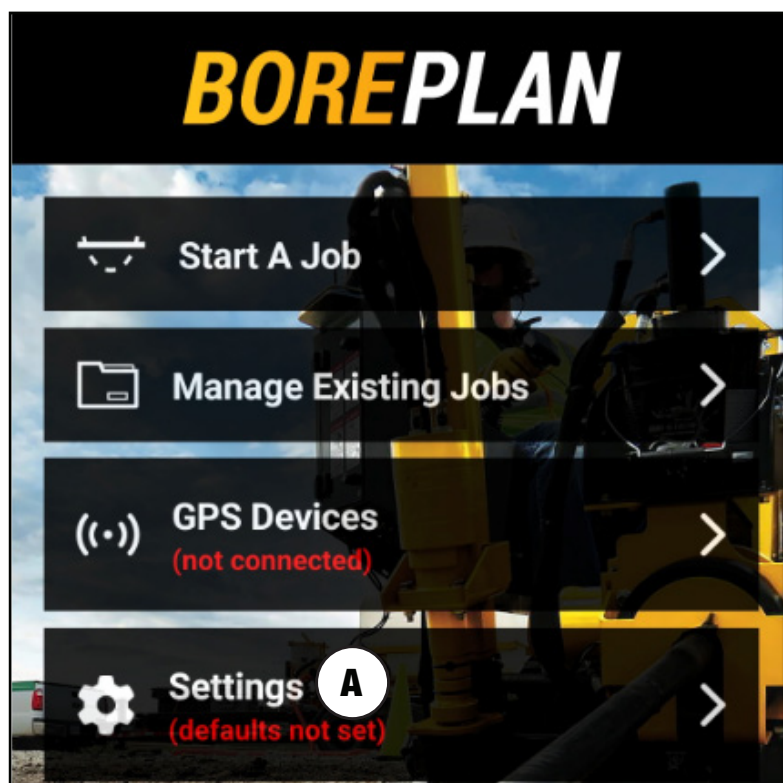 BOREPLAN
Start A Job
Manage Existing Jobs
GPS Devices
(not connected)
Settings
A
(defaults not set)